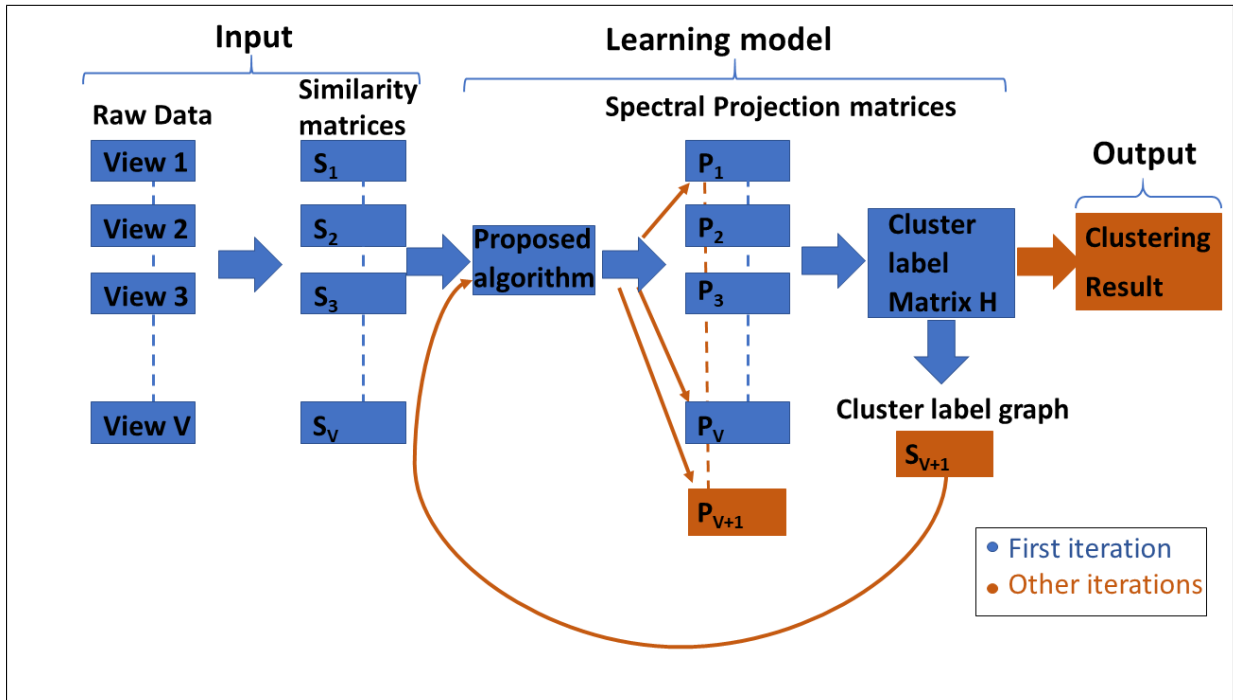 Input
Learning model
Raw Data
Similarity
matrices
Spectral Projection matrices
Output
View 1
View 2
View 3
View V
S1
S2
S3
SV
Proposed
algorithm
P1
P2
P3
PV
PV+1
Cluster
label
Matrix H
Clustering
Result
Cluster label graph
SV+1
First iteration
Other iterations